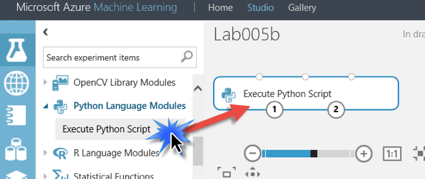 Microsoft Azure Machine Learning
Home
Studio
Gallery
Search experiment items
OpenCV Library Modules
Python Language Modules
Execute Python Script
R Language Modules
Statistical Functions
Lab005b
In dra
Execute Python Script
1
2
1:1